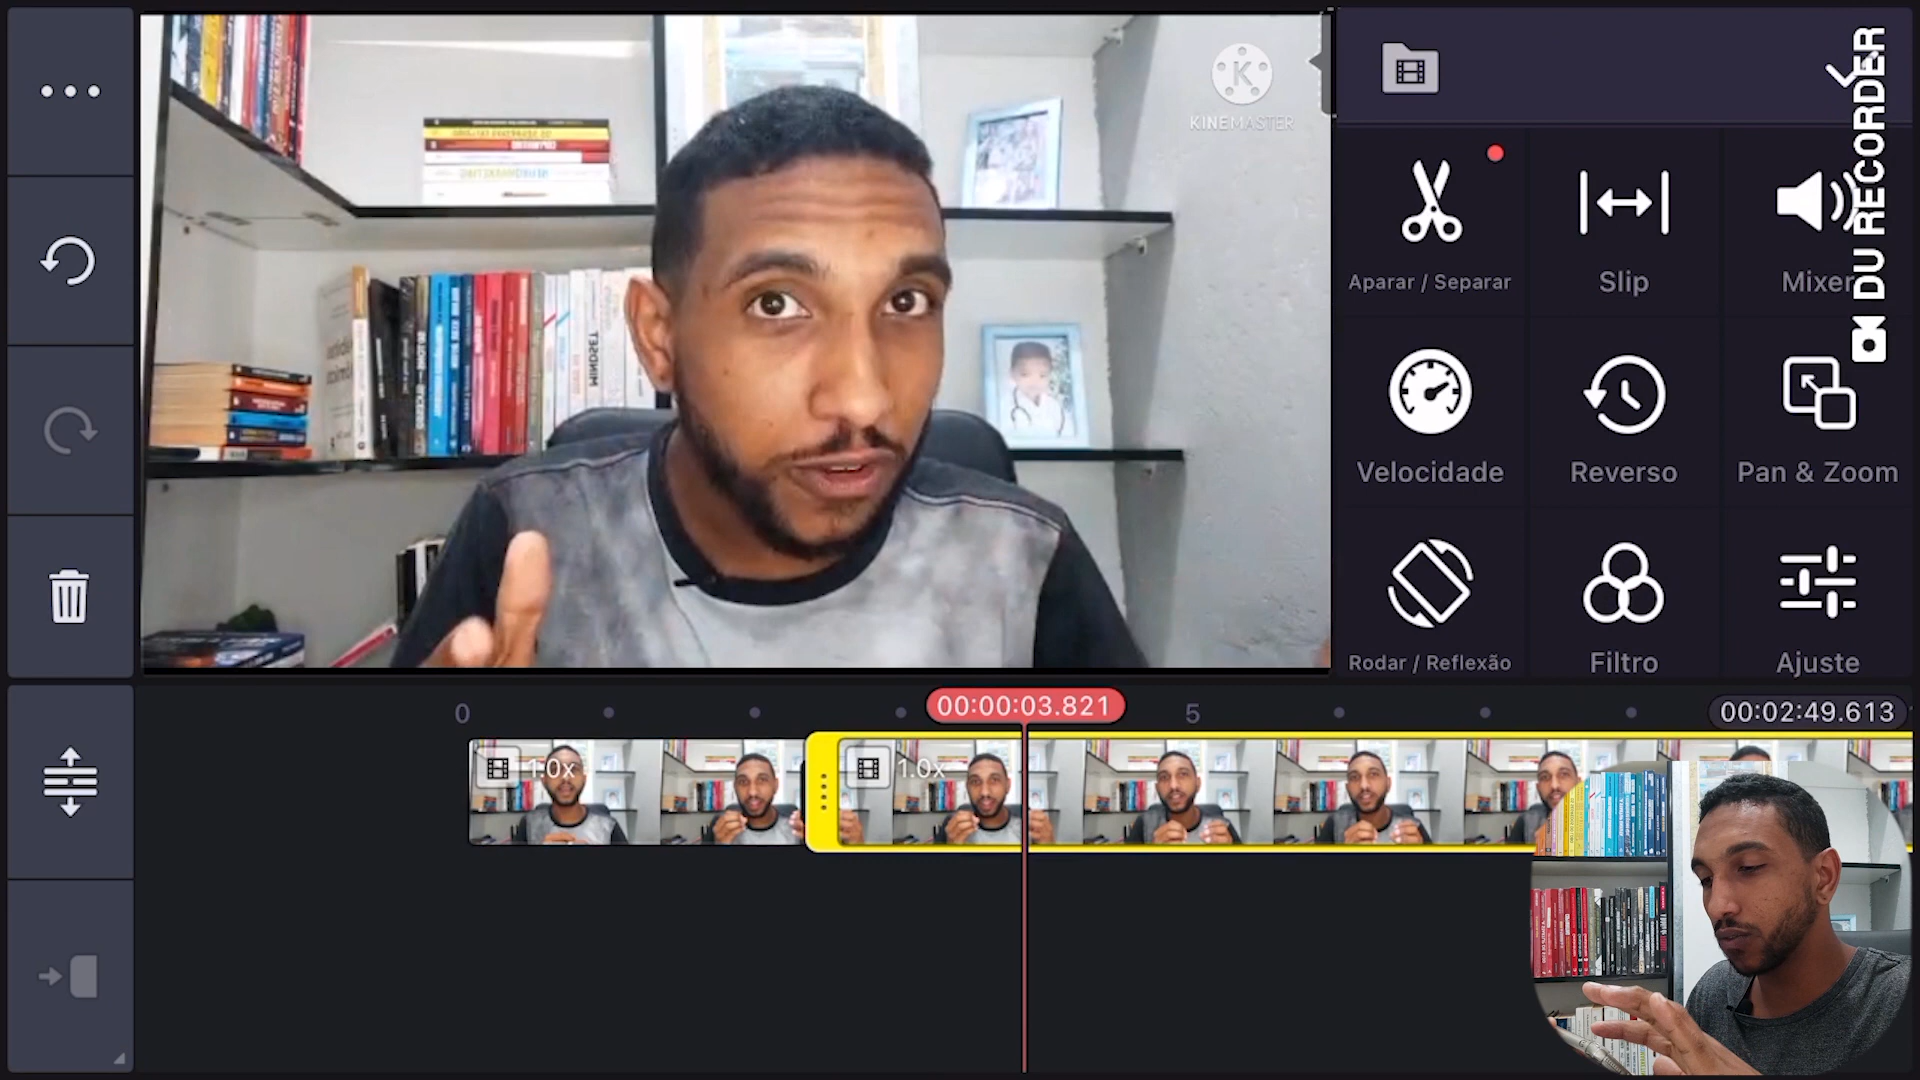 KINEMASTER
DU RECORDER
Aparar / Separar
Slip
Mixer
Velocidade
Reverso
Pan & Zoom
Rodar / Reflexão
Filtro
Ajuste
MINDSET
0
00:00:03.821
5
00:02:49.613
1.0x
1.0x